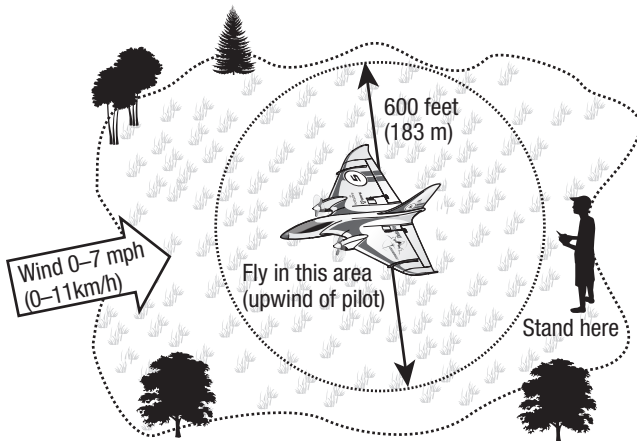 600 feet
(183 m)
Wind 0–7 mph
(0–11km/h)
Fly in this area
(upwind of pilot)
Stand here